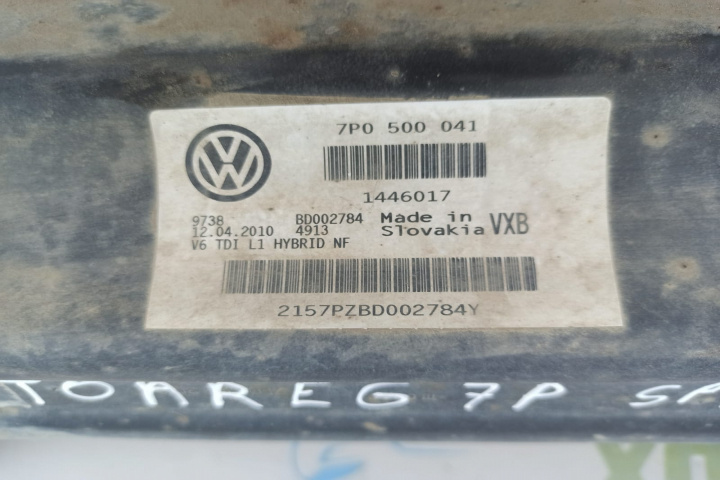 7P0 500 041
1446017
9738 BD002784 Made in VXB
12.04.2010 4913 Slovakia
V6 TDI L1 HYBRID NF
2157PZBD002784Y
TOAREG 7P